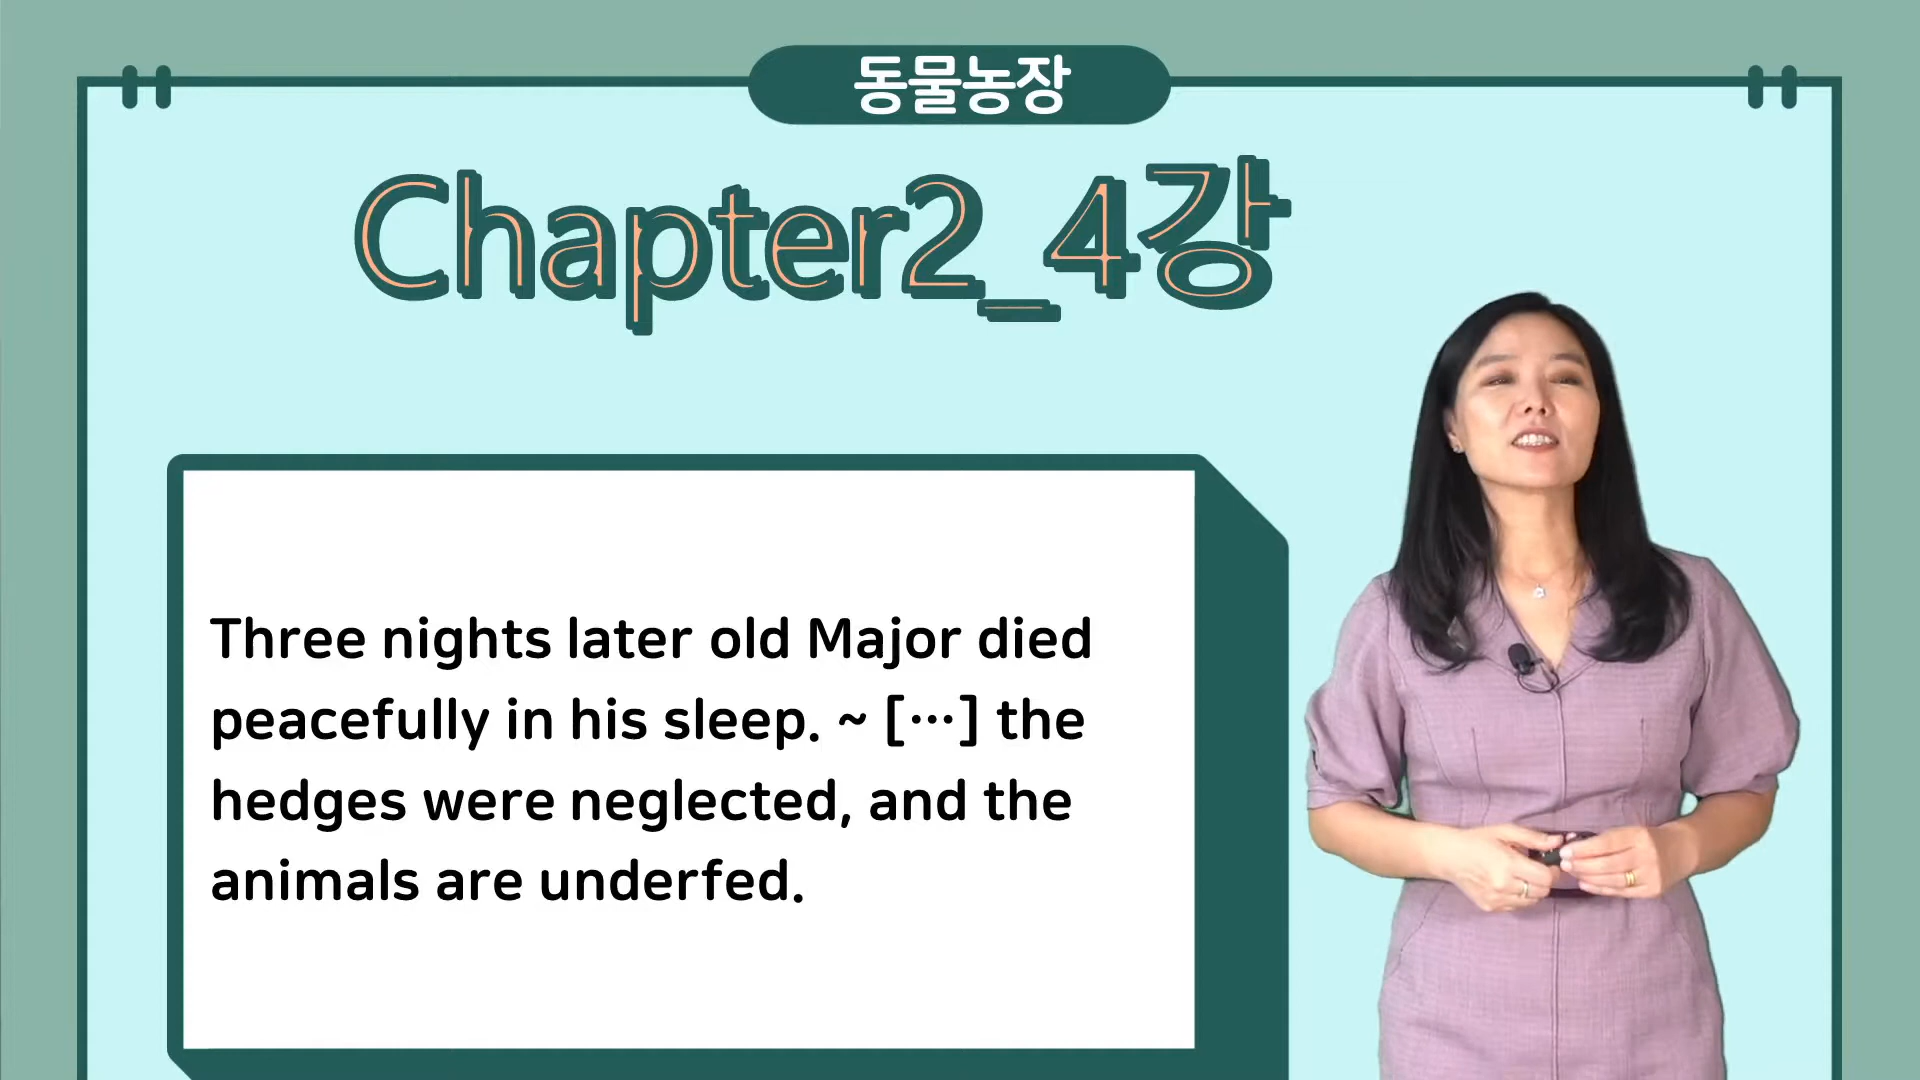 동물농장
Chapter2_4강
Three nights later old Major died
peacefully in his sleep. ~ […] the
hedges were neglected, and the
animals are underfed.